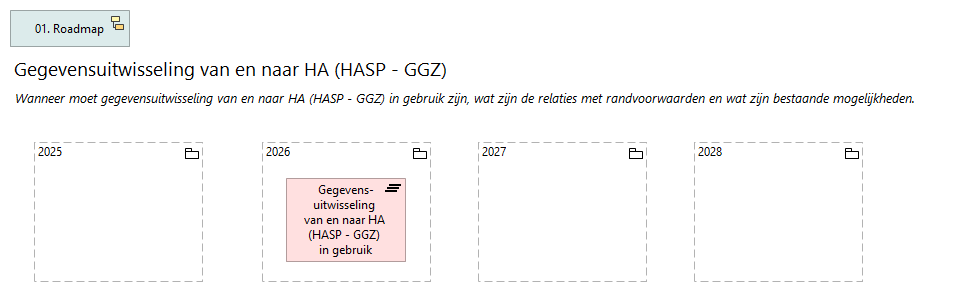 01. Roadmap
Gegevensuitwisseling van en naar HA (HASP - GGZ)
Wanneer moet gegevensuitwisseling van en naar HA (HASP - GGZ) in gebruik zijn, wat zijn de relaties met randvoorwaarden en wat zijn bestaande mogelijkheden.
2025
2026
2027
2028
Gegevens-
uitwisseling
van en naar HA
(HASP - GGZ)
in gebruik